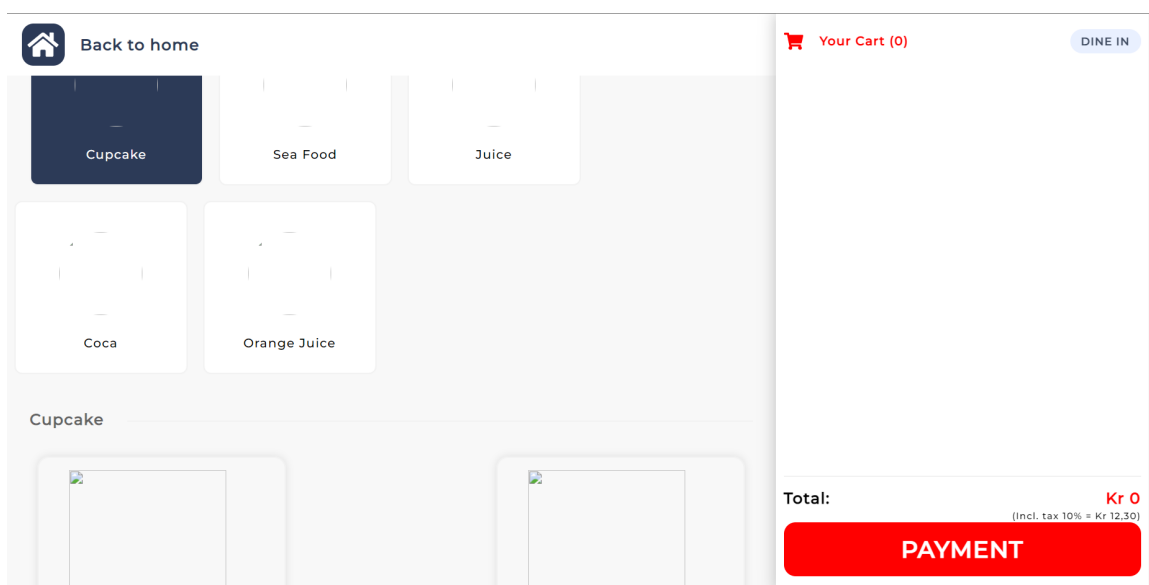 Back to home
Your Cart (0)
DINE IN
Cupcake
Sea Food
Juice
Coca
Orange Juice
Cupcake
Total:
Kr 0
(Incl. tax 10% = Kr 12,30)
PAYMENT